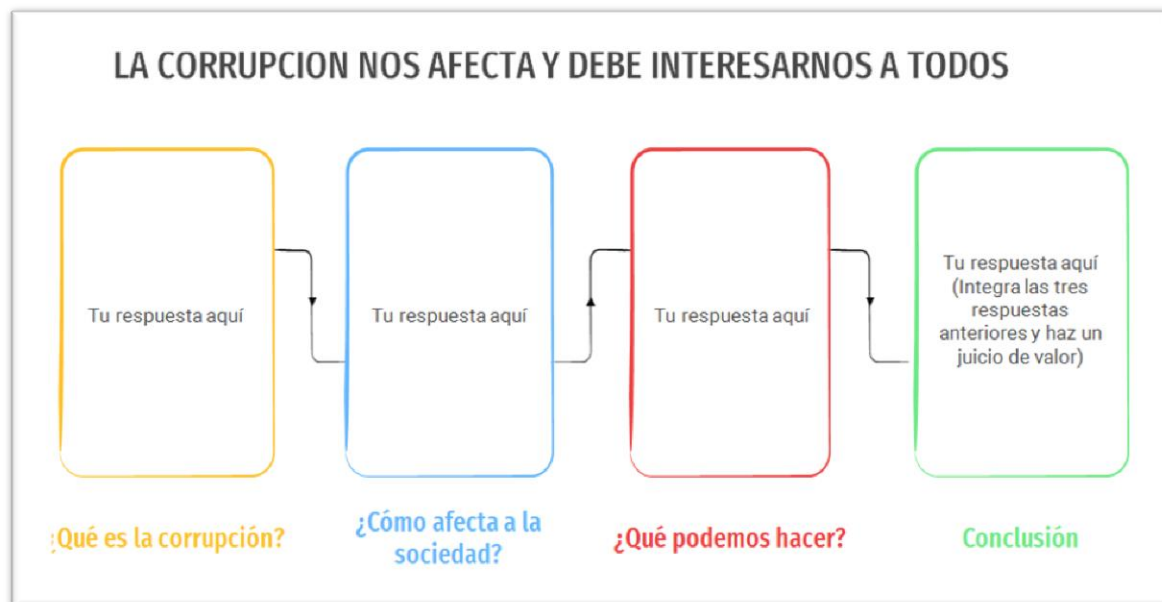 LA CORRUPCION NOS AFECTA Y DEBE INTERESARNOS A TODOS
Tu respuesta aquí
Tu respuesta aquí
Tu respuesta aquí
Tu respuesta aquí
(Integra las tres
respuestas
anteriores y haz un
juicio de valor)
¿Qué es la corrupción?
¿Cómo afecta a la
sociedad?
¿Qué podemos hacer?
Conclusión